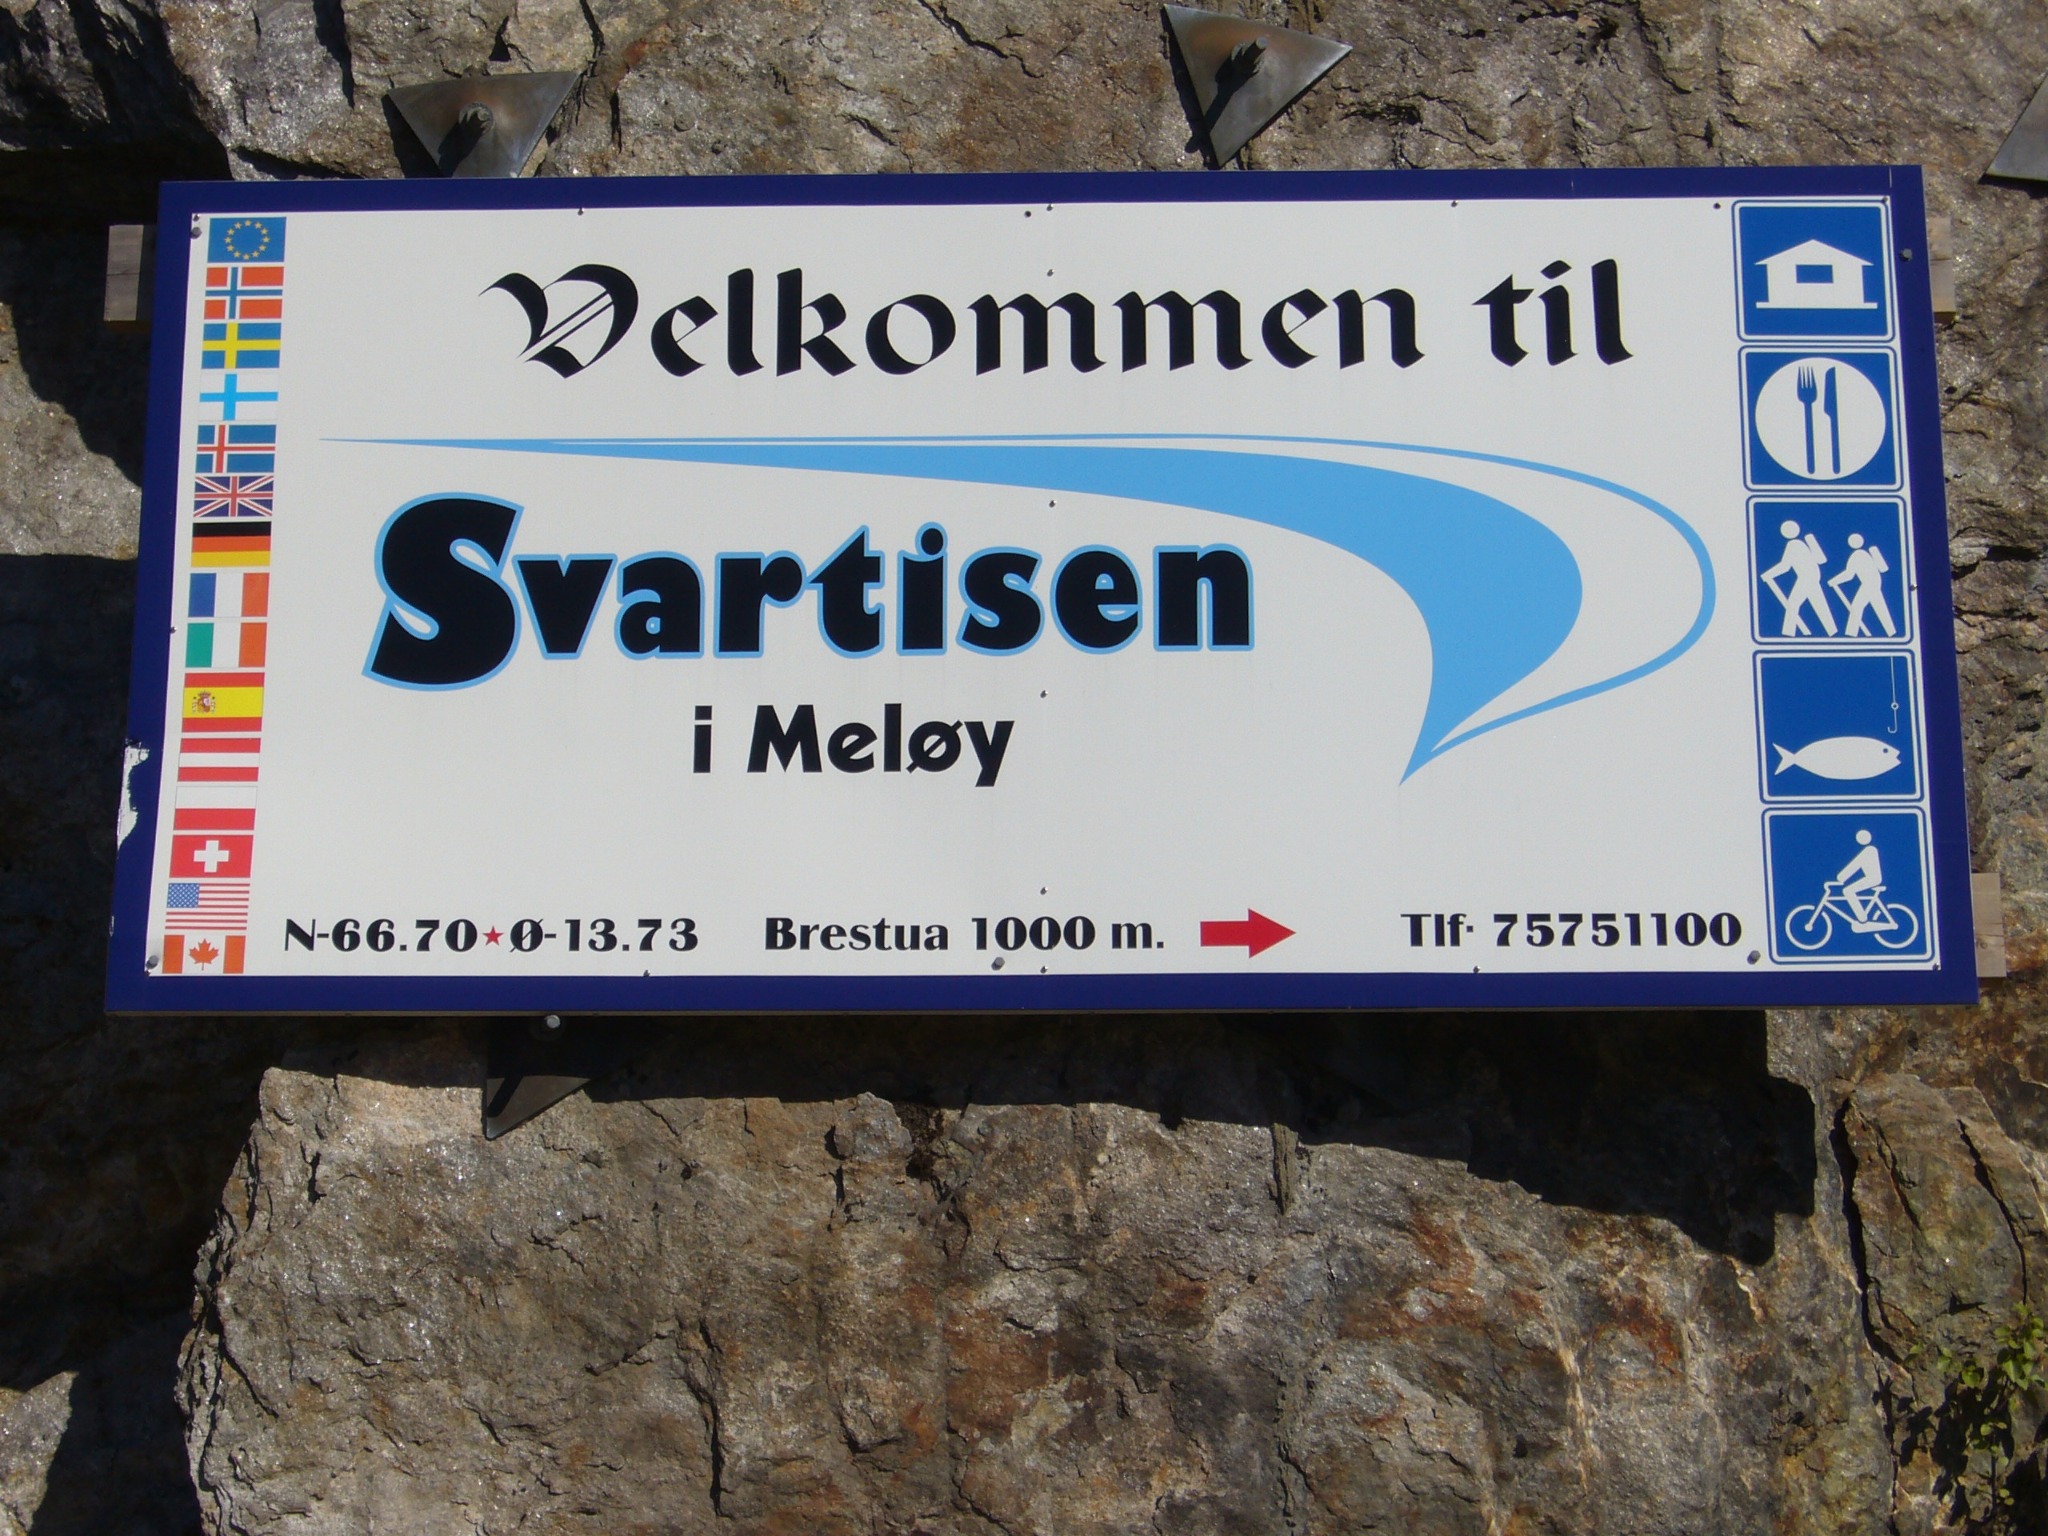 Velkommen til
Svartisen
i Meløy
N-66.70★Ø-13.73 Brestua 1000 m. Tlf· 75751100